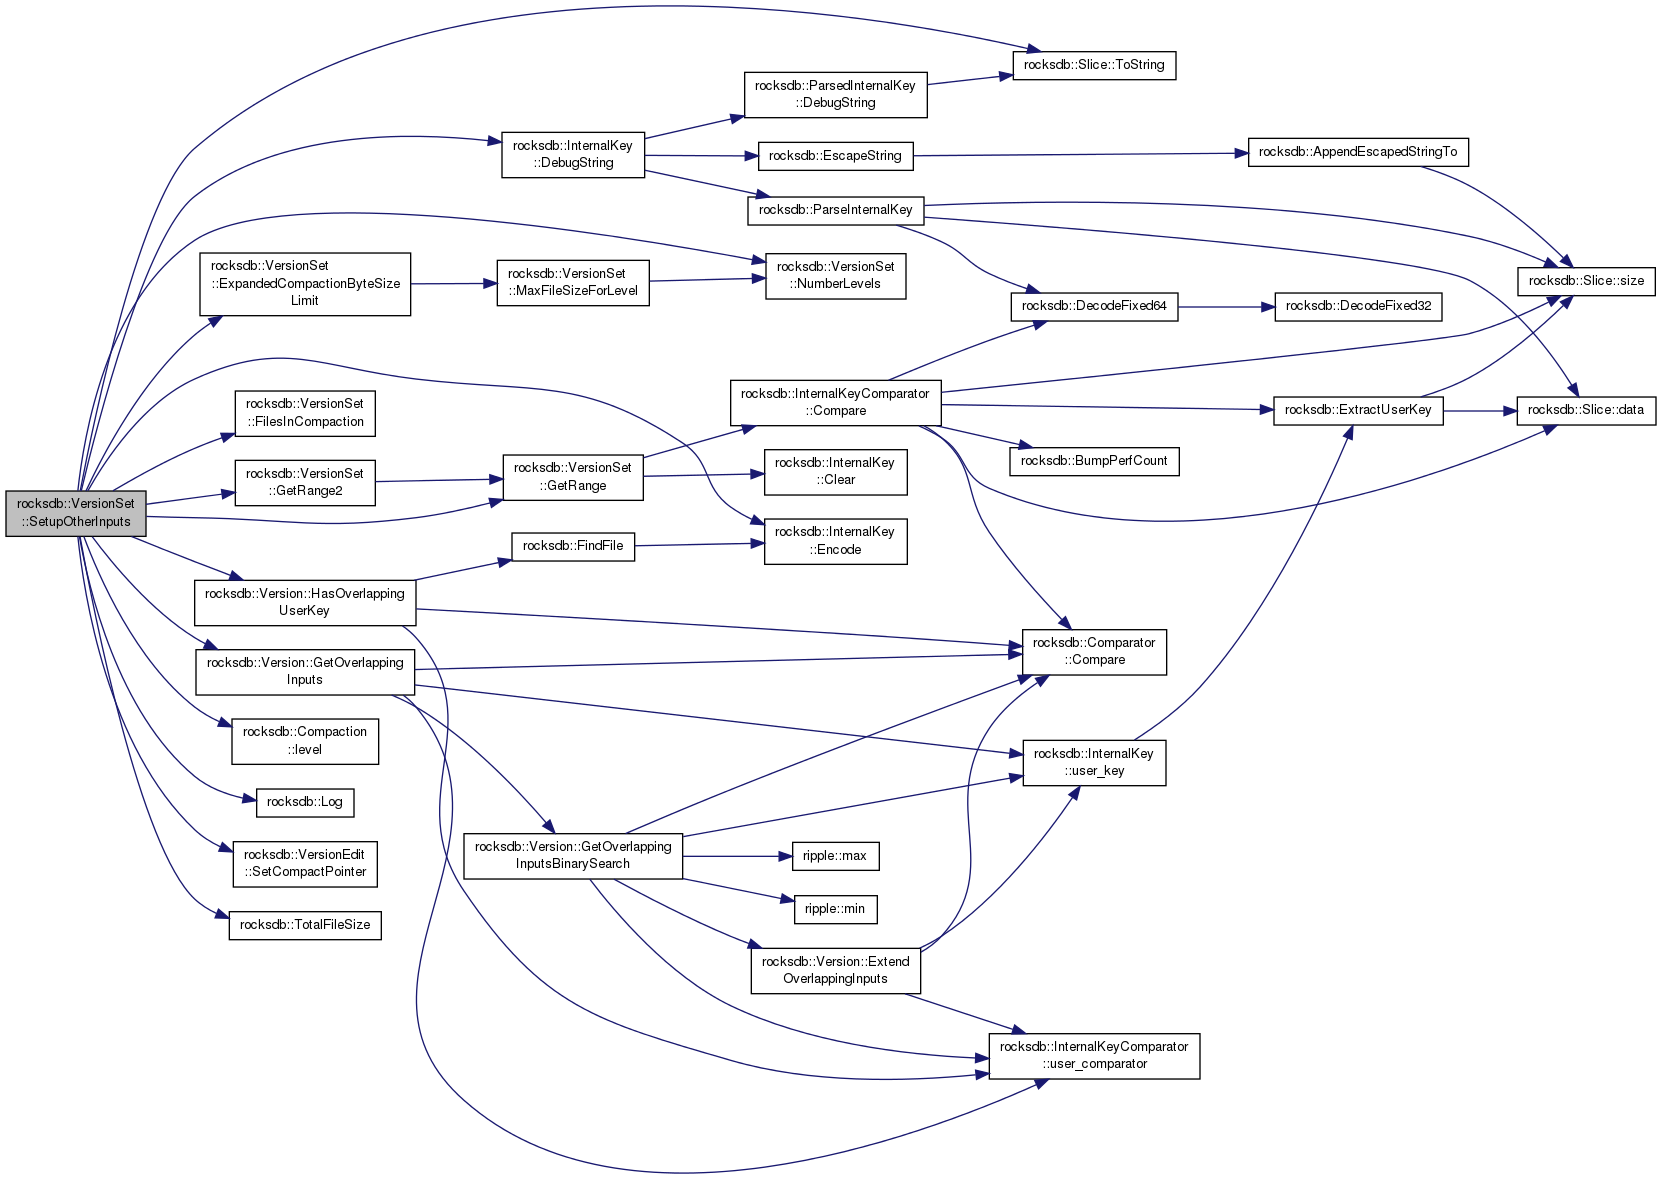 rocksdb::VersionSet
::SetupOtherInputs
rocksdb::Slice::ToString
rocksdb::ParsedInternalKey
::DebugString
rocksdb::InternalKey
::DebugString
rocksdb::EscapeString
rocksdb::AppendEscapedStringTo
rocksdb::ParseInternalKey
rocksdb::VersionSet
::ExpandedCompactionByteSize
Limit
rocksdb::VersionSet
::MaxFileSizeForLevel
rocksdb::VersionSet
::NumberLevels
rocksdb::Slice::size
rocksdb::DecodeFixed64
rocksdb::DecodeFixed32
rocksdb::VersionSet
::FilesInCompaction
rocksdb::InternalKeyComparator
::Compare
rocksdb::ExtractUserKey
rocksdb::Slice::data
rocksdb::VersionSet
::GetRange2
rocksdb::VersionSet
::GetRange
rocksdb::InternalKey
::Clear
rocksdb::BumpPerfCount
rocksdb::FindFile
rocksdb::InternalKey
::Encode
rocksdb::Version::HasOverlapping
UserKey
rocksdb::Version::GetOverlapping
Inputs
rocksdb::Comparator
::Compare
rocksdb::Compaction
::level
rocksdb::InternalKey
::user_key
rocksdb::Log
rocksdb::VersionEdit
::SetCompactPointer
rocksdb::Version::GetOverlapping
InputsBinarySearch
ripple::max
ripple::min
rocksdb::TotalFileSize
rocksdb::Version::Extend
OverlappingInputs
rocksdb::InternalKeyComparator
::user_comparator